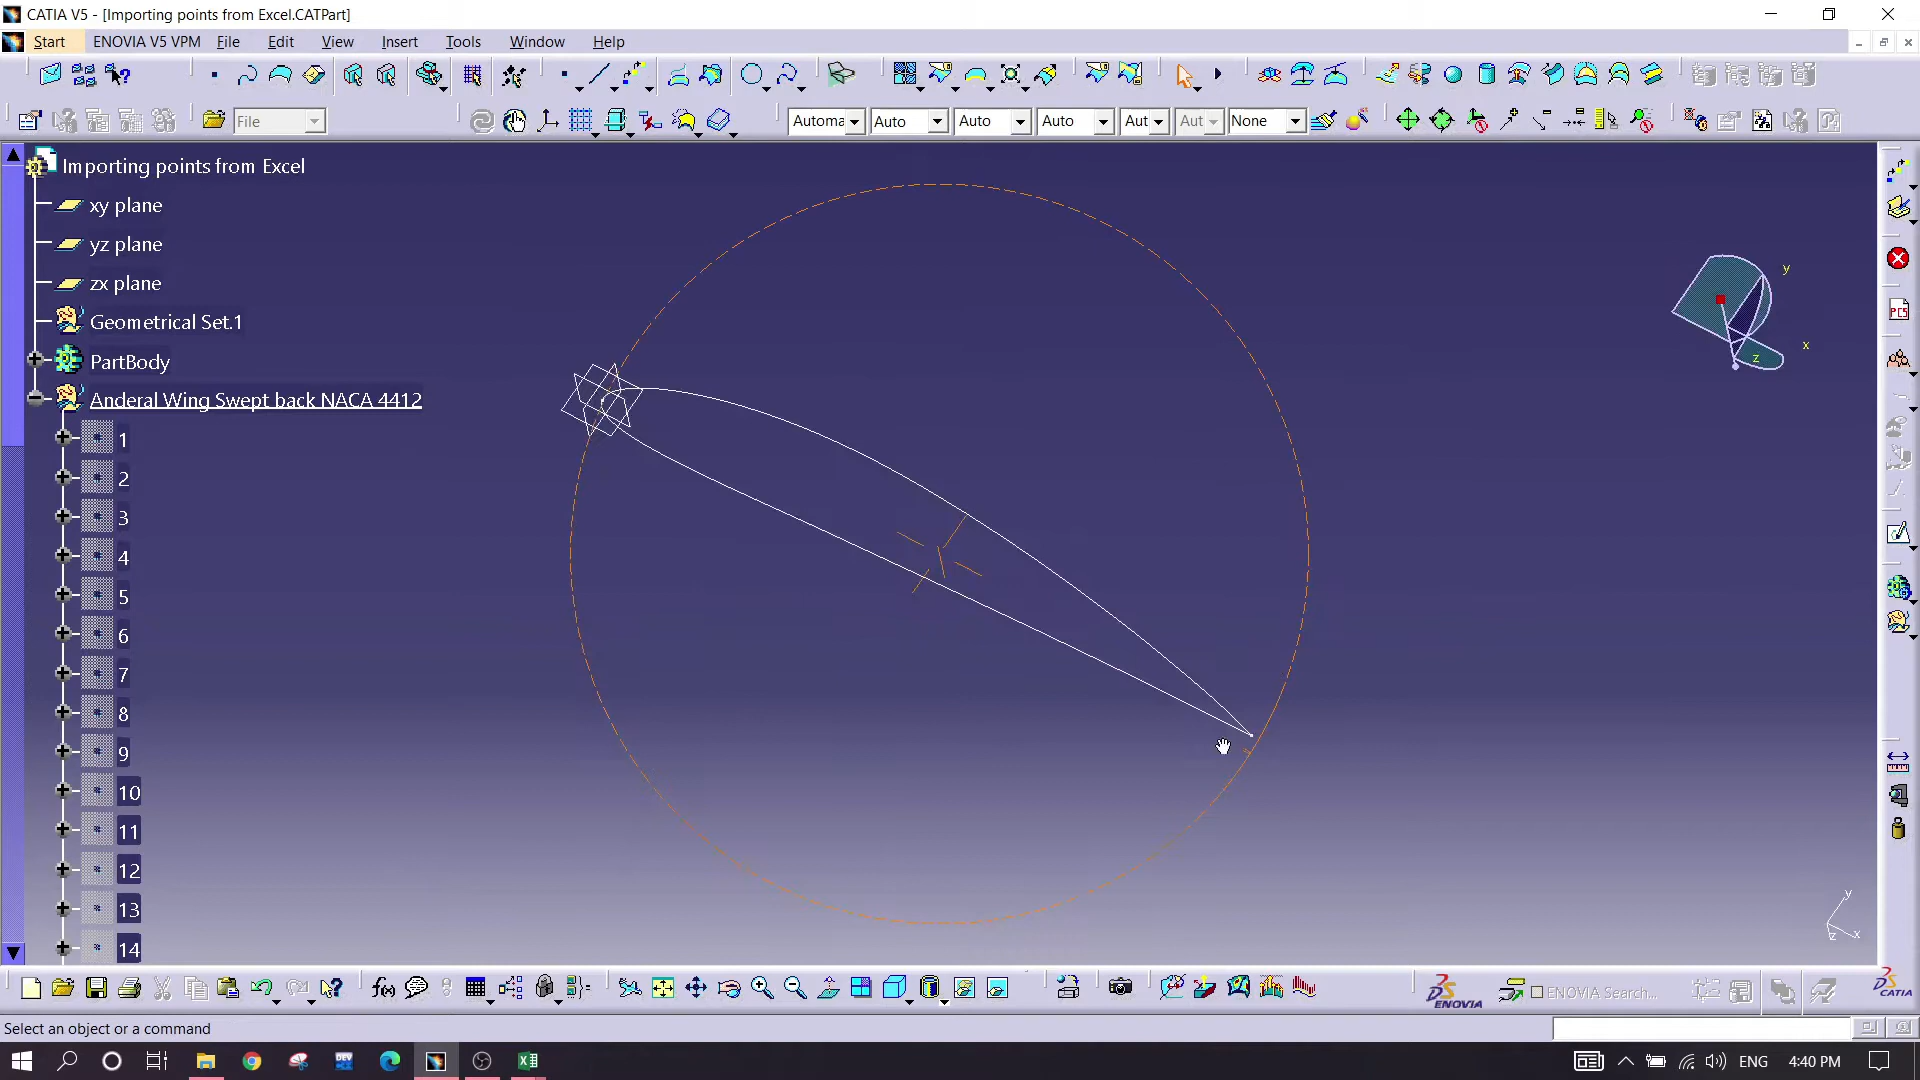 CATIA V5 - [Importing points from Excel.CATPart]
Start ENOVIA V5 VPM File Edit View Insert Tools Window Help
File Automa Auto Auto Auto Aut Aut None
Importing points from Excel
xy plane
yz plane
zx plane
Geometrical Set.1
PartBody
Anderal Wing Swept back NACA 4412
1
2
3
4
5
6
7
8
9
10
11
12
13
14
y
x
z
PCS
y
z x
f(x)
ENOVIA
ENOVIA Search...
CATIA
Select an object or a command
DEV
ENG 4:40 PM